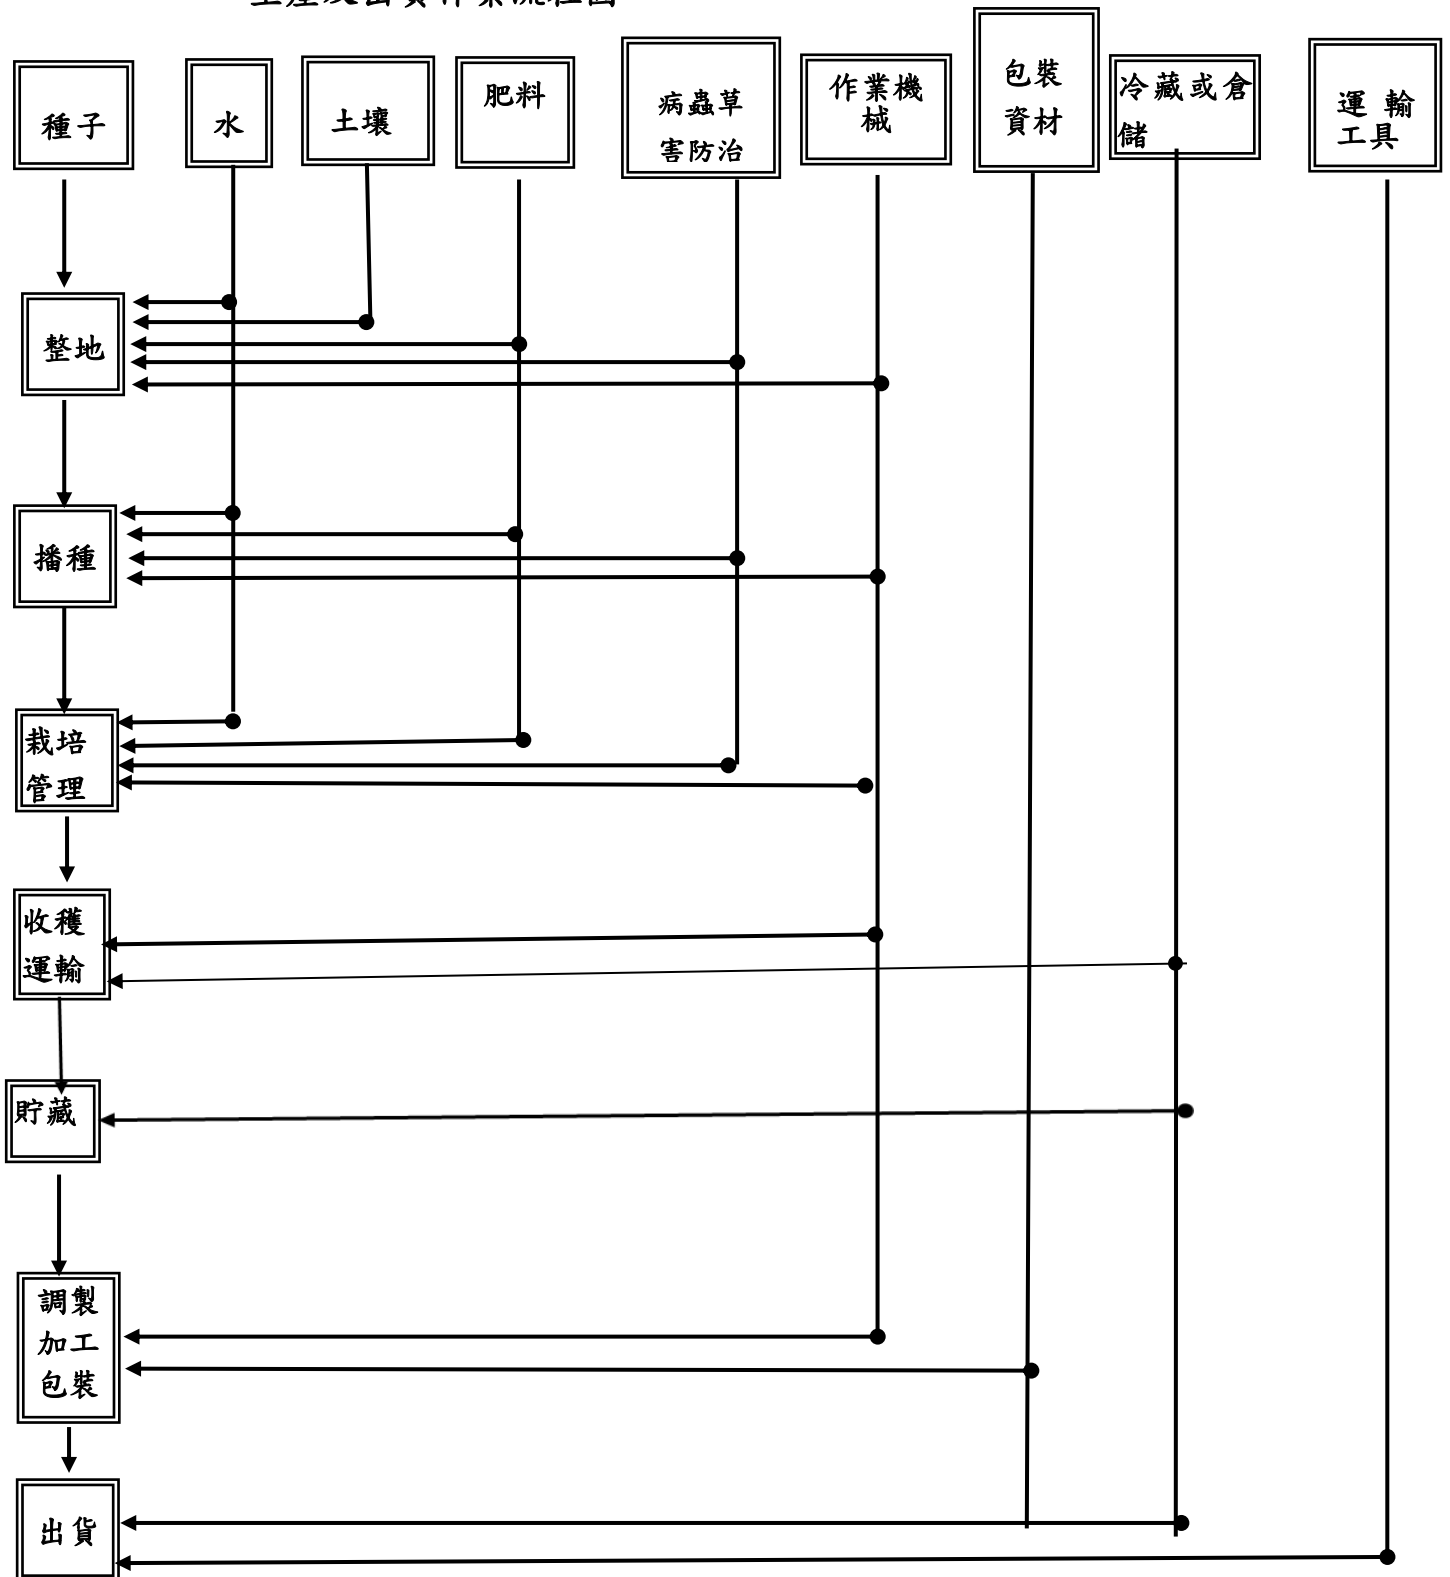 生產及出貨作業流程圖
種子
水
土壤
肥料
病蟲草
害防治
作業機
械
包裝
資材
冷藏或倉
儲
運 輸
工具
整地
播種
栽培
管理
收穫
運輸
貯藏
調製
加工
包裝
出貨